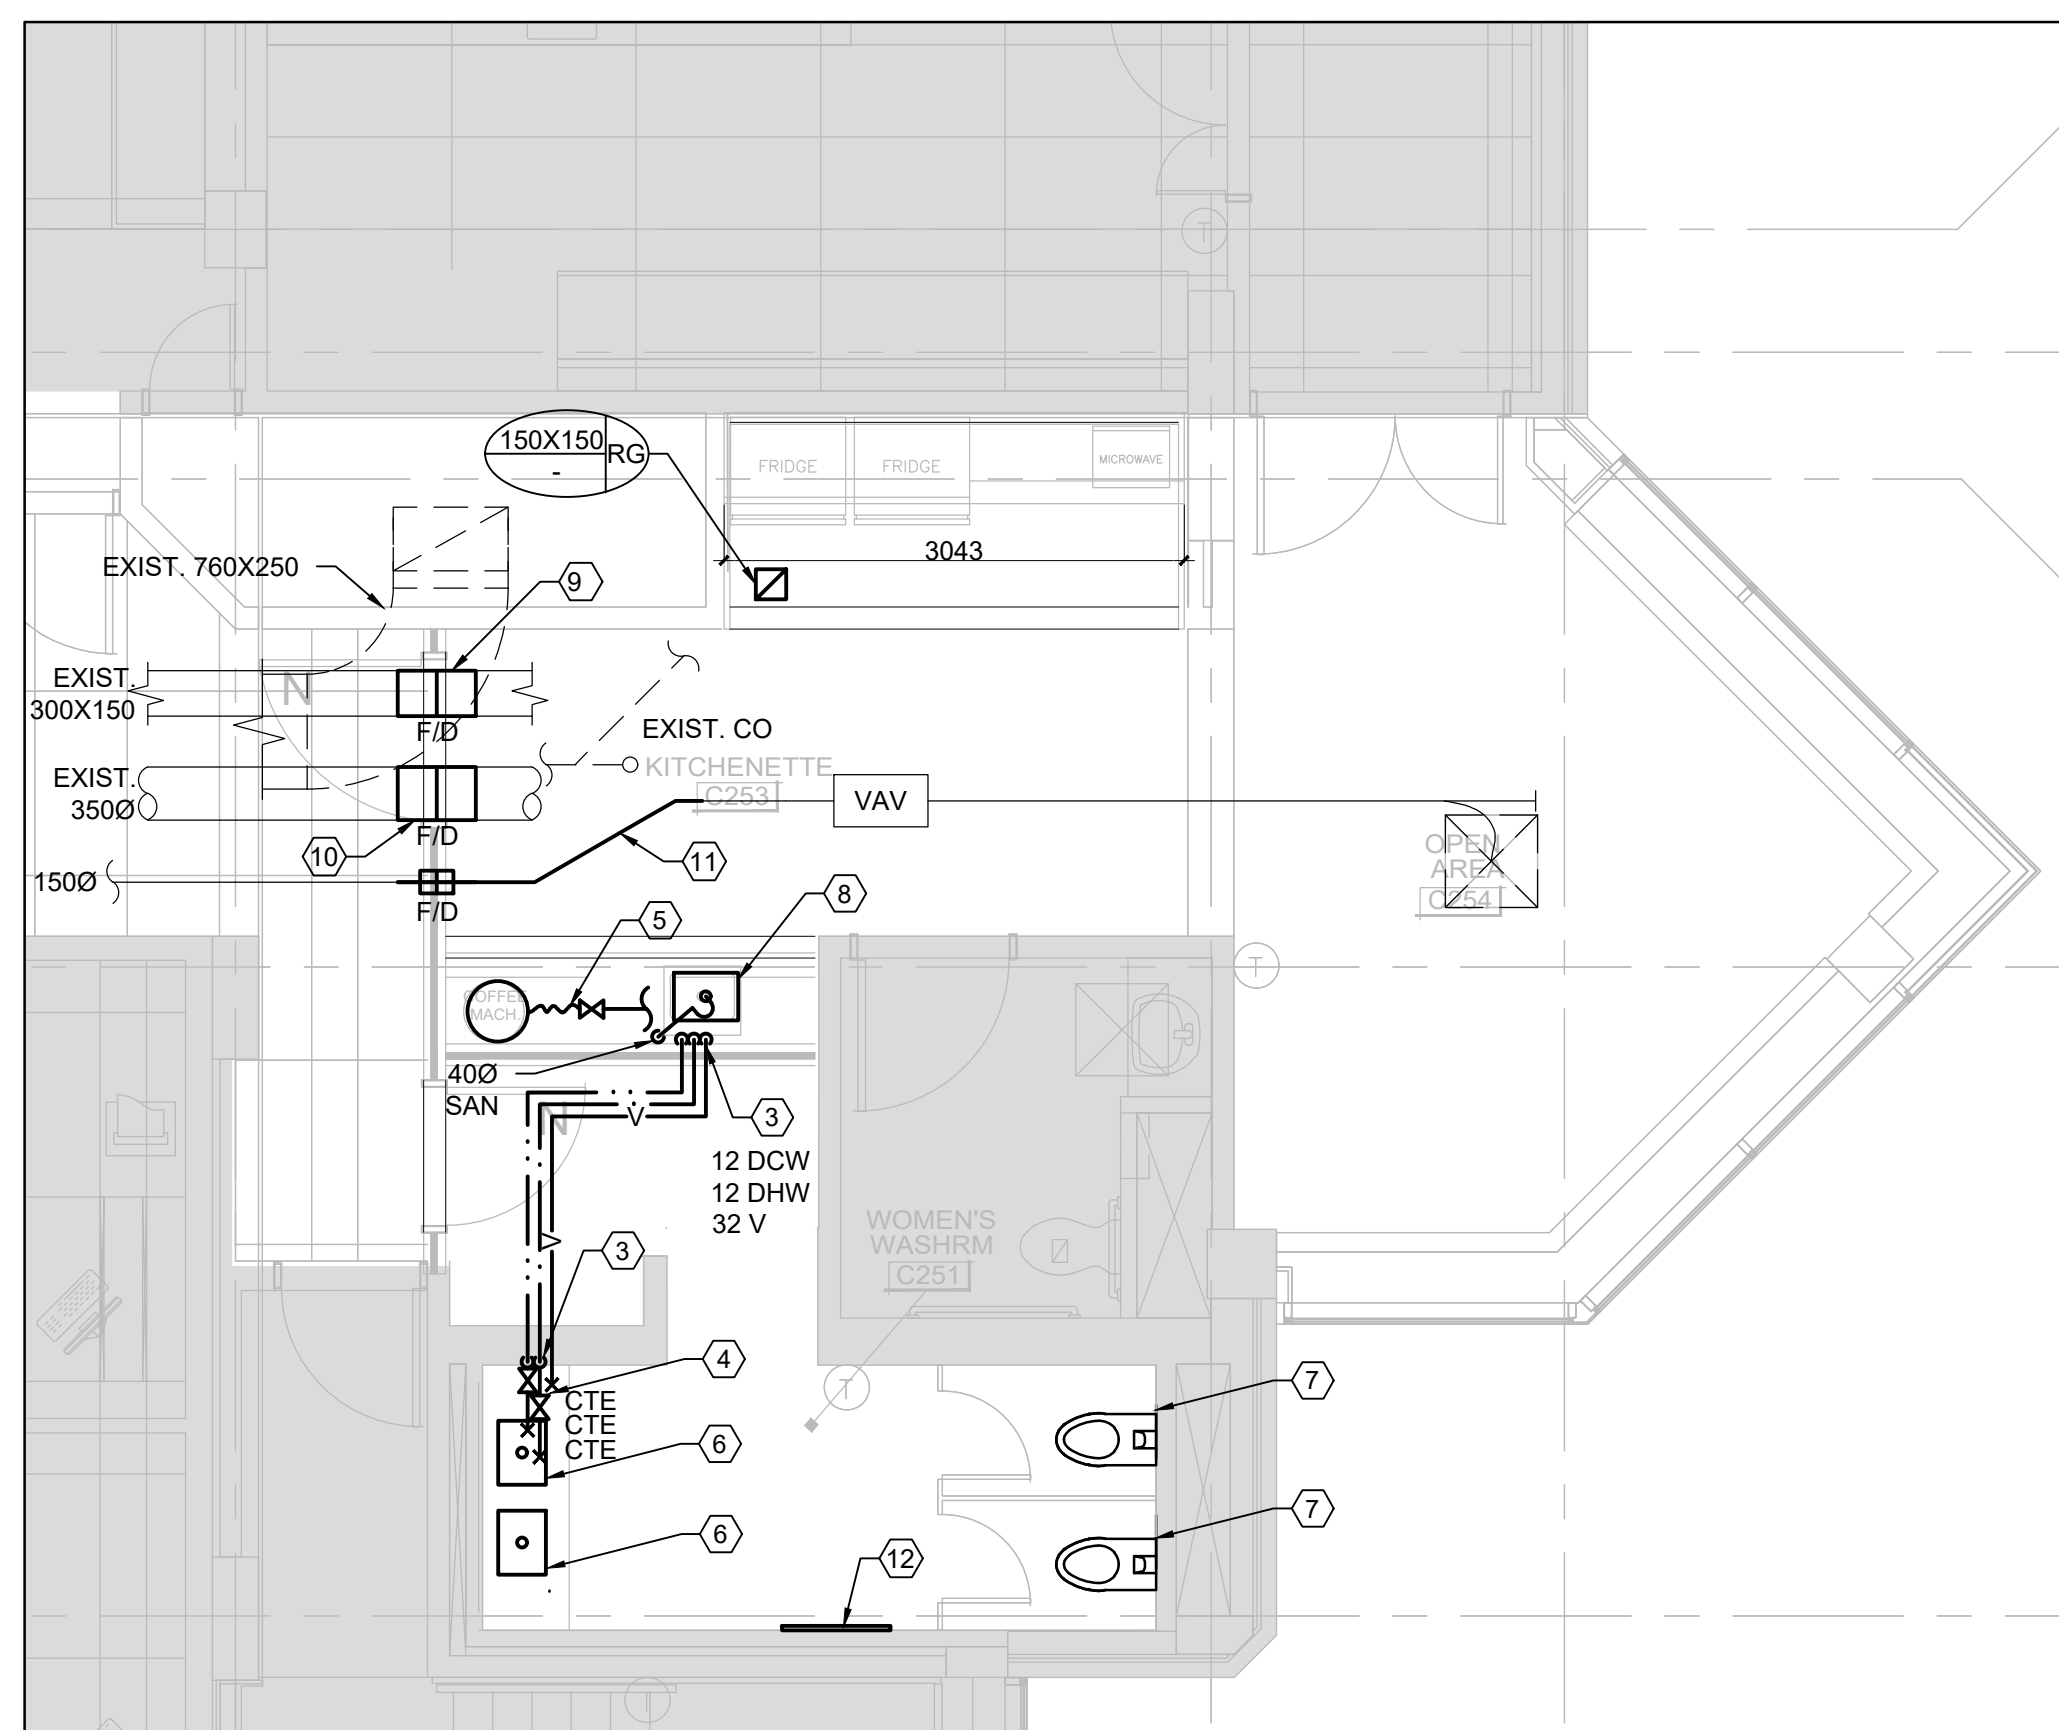 T
150X150
RG
-
FRIDGE
FRIDGE
MICROWAVE
3043
EXIST. 760X250
9
EXIST.
300X150
N
F/D
EXIST. CO
KITCHENETTE
C253
EXIST.
350Ø
VAV
F/D
10
11
OPEN
AREA
C254
150Ø
F/D
8
5
T
COFFEE
MACH.
40Ø
SAN
N
V
3
12 DCW
12 DHW
32 V
WOMEN'S
WASHRM
C251
V
3
4
T
7
CTE
CTE
CTE
6
7
6
12
T